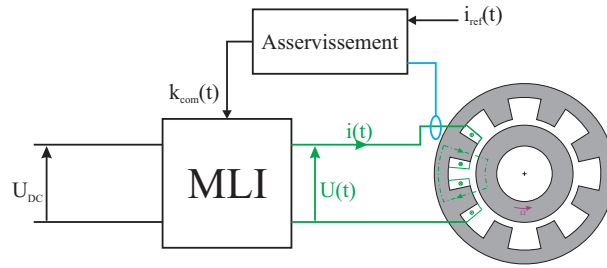 i_ref(t)
Asservissement
k_com(t)
i(t)
MLI
U_DC
U(t)
Ω